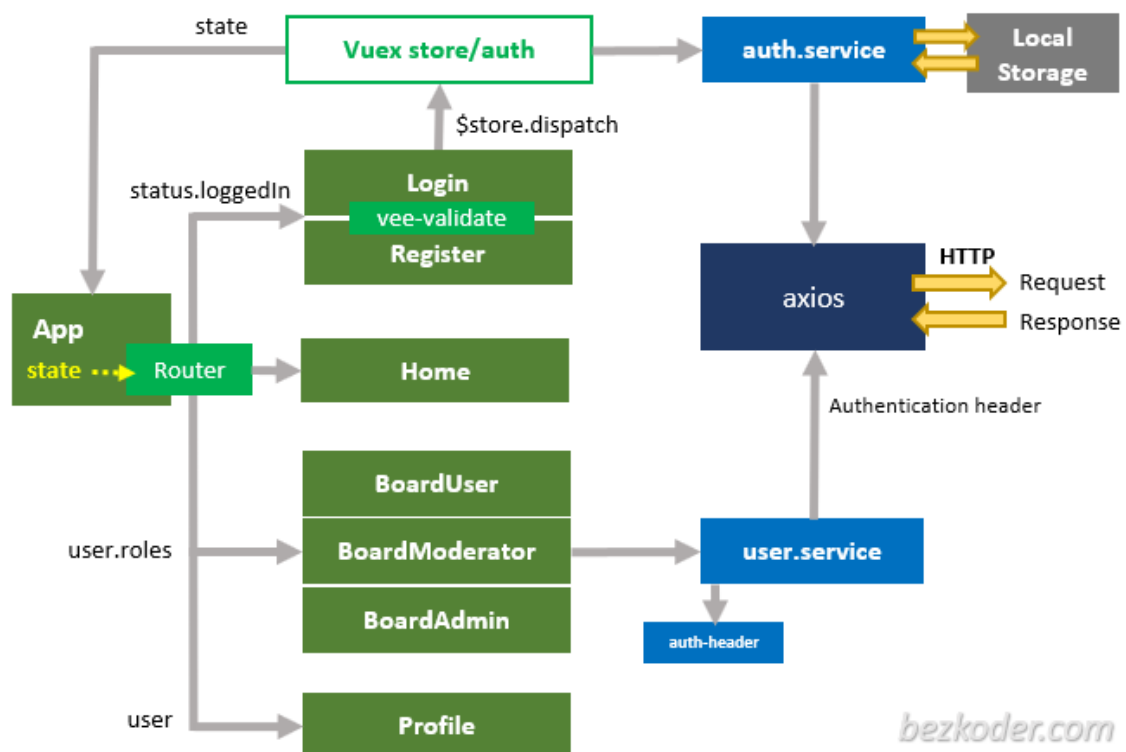 state
Vuex store/auth
auth.service
Local
Storage
$store.dispatch
status.loggedIn
Login
vee-validate
Register
HTTP
axios
Request
Response
App
state
Router
Home
Authentication header
BoardUser
user.roles
BoardModerator
user.service
BoardAdmin
auth-header
user
Profile
bezkoder.com